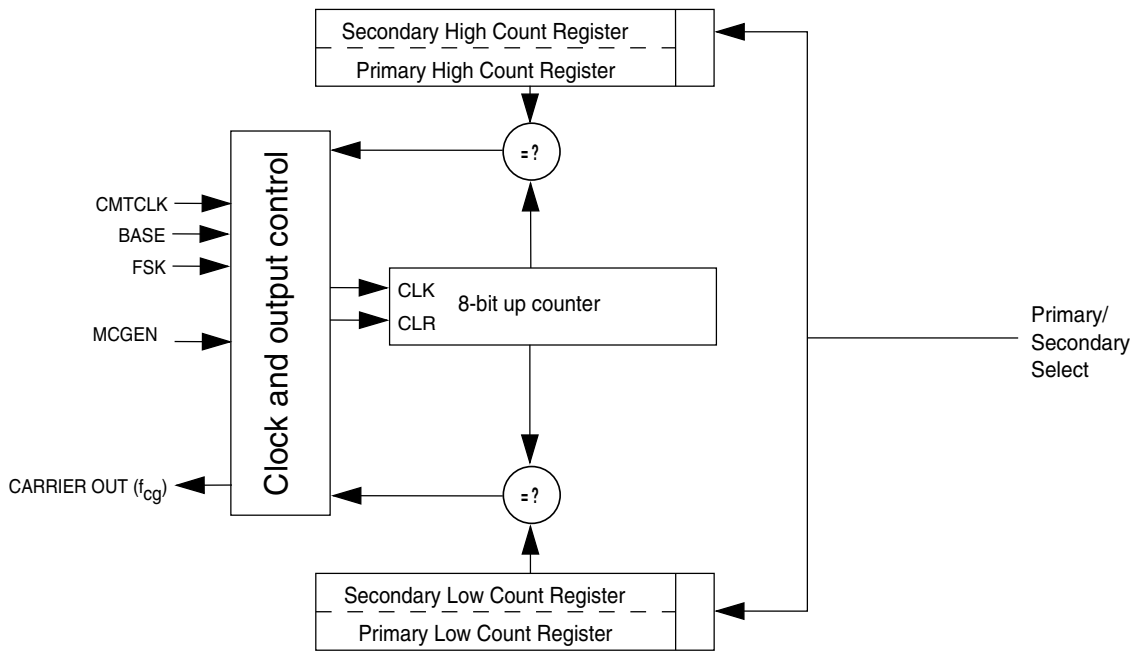 Secondary High Count Register
Primary High Count Register
=?
Clock and output control
CMTCLK
BASE
FSK
MCGEN
CARRIER OUT (fcg)
CLK
CLR
8-bit up counter
Primary/
Secondary
Select
=?
Secondary Low Count Register
Primary Low Count Register